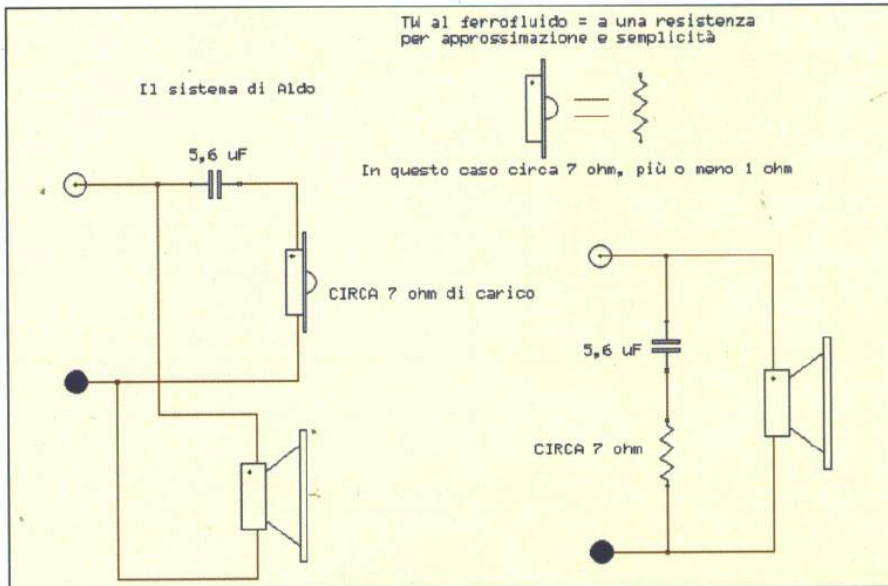 TW al ferrofluido = a una resistenza
per approssimazione e semplicità
Il sistema di Aldo
5,6 uF
In questo caso circa 7 ohm, più o meno 1 ohm
CIRCA 7 ohm di carico
5,6 uF
CIRCA 7 ohm